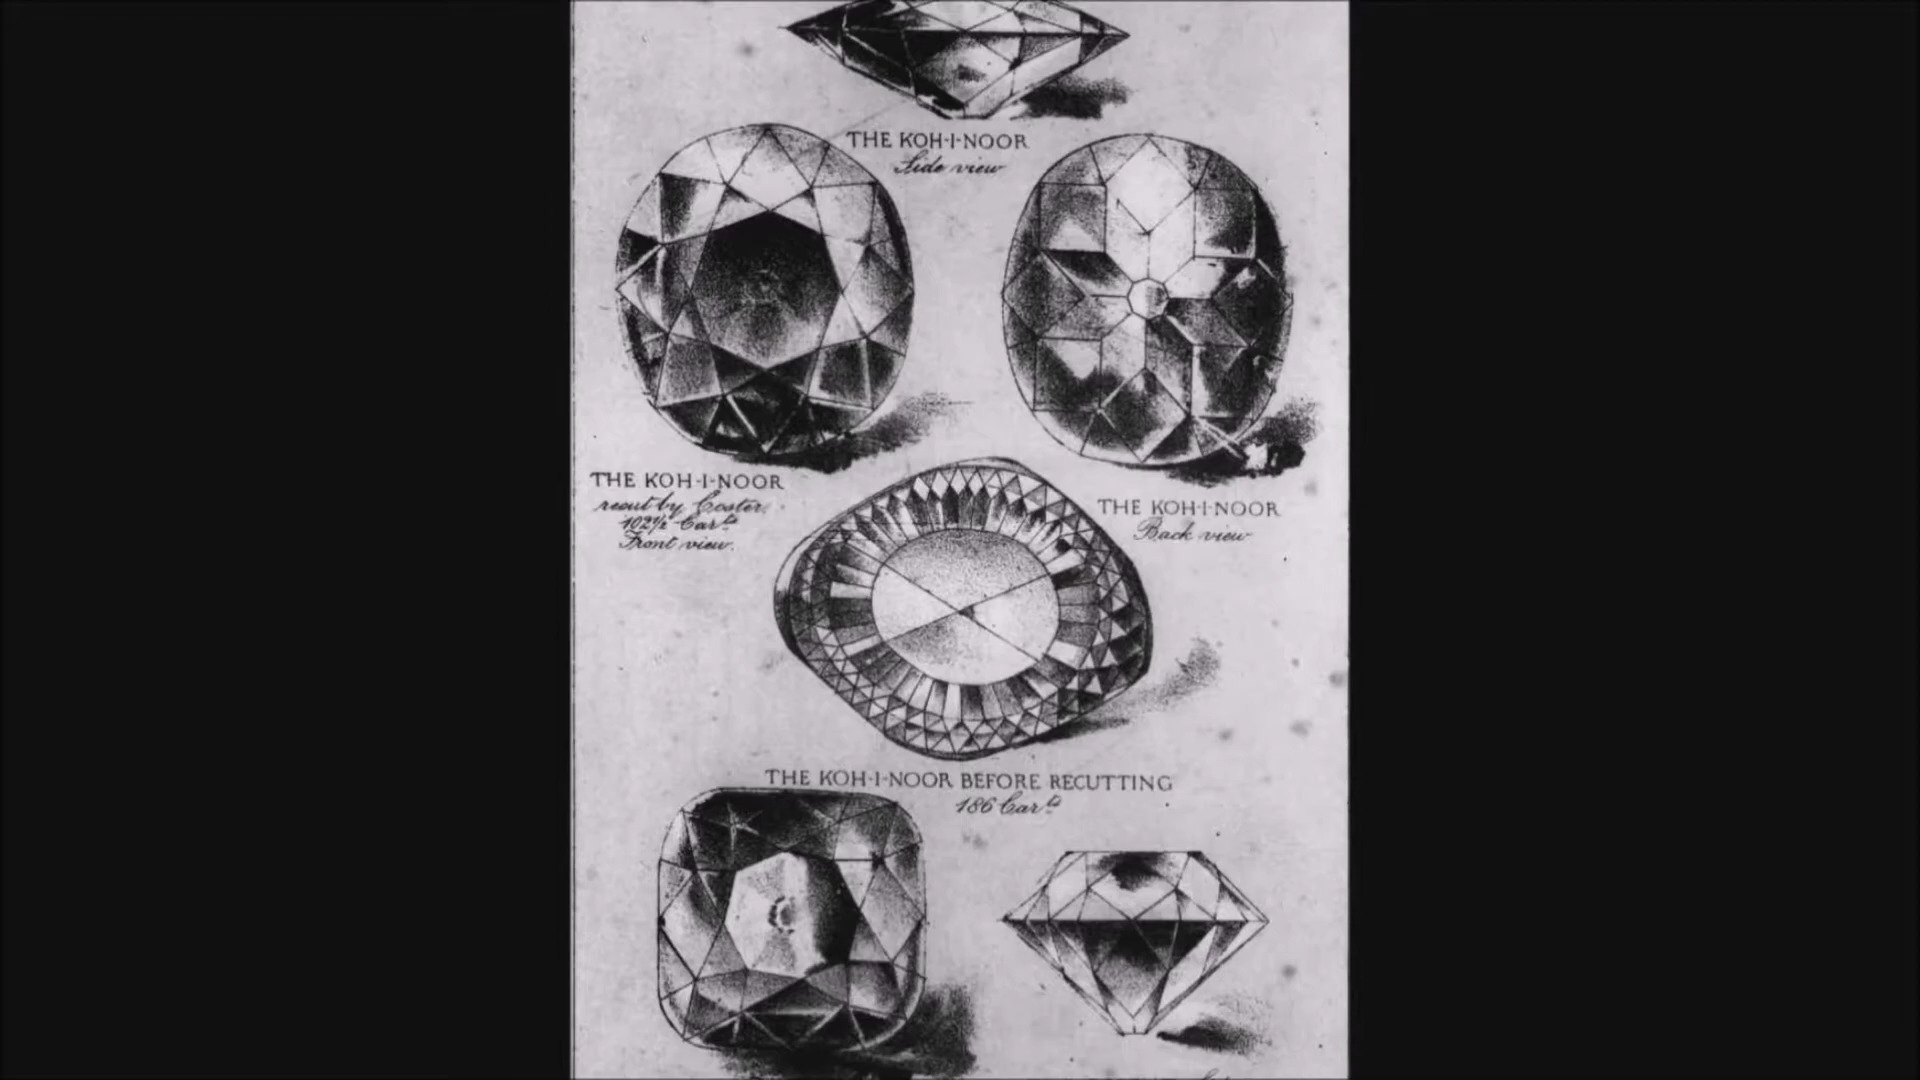 THE KOH-I-NOOR
Side view
THE KOH-I-NOOR
recut by Coster.
102½ Carts
Front view.
THE KOH-I-NOOR
Back view
THE KOH-I-NOOR BEFORE RECUTTING
186 Carts